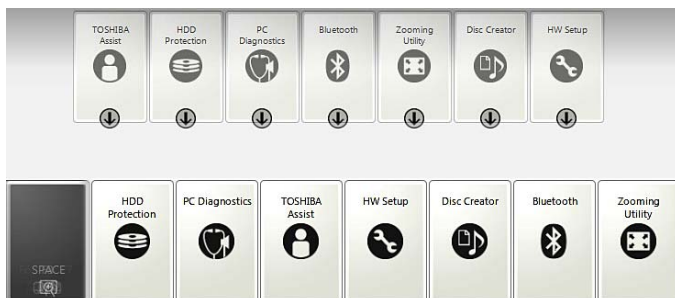 TOSHIBA Assist
HDD Protection
PC Diagnostics
Bluetooth
Zooming Utility
Disc Creator
HW Setup
HDD Protection
PC Diagnostics
TOSHIBA Assist
HW Setup
Disc Creator
Bluetooth
Zooming Utility
SPACE